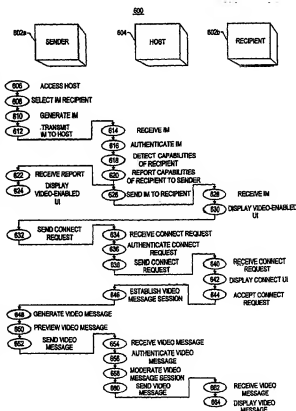 600
602a
SENDER
604
HOST
602b
RECIPIENT
606 ACCESS HOST
608 SELECT IM RECIPIENT
610 GENERATE IM
612 TRANSMIT
IM TO HOST
614 RECEIVE IM
616 AUTHENTICATE IM
618 DETECT CAPABILITIES
OF RECIPIENT
620 REPORT CAPABILITIES
OF RECIPIENT TO SENDER
622 RECEIVE REPORT
624 DISPLAY
VIDEO-ENABLED
UI
626 SEND IM TO RECIPIENT
628 RECEIVE IM
630 DISPLAY VIDEO-ENABLED
UI
632 SEND CONNECT
REQUEST
634 RECEIVE CONNECT REQUEST
636 AUTHENTICATE CONNECT
REQUEST
638 SEND CONNECT
REQUEST
640 RECEIVE CONNECT
REQUEST
642 DISPLAY CONNECT UI
644 ACCEPT CONNECT
REQUEST
646 ESTABLISH VIDEO
MESSAGE SESSION
648 GENERATE VIDEO MESSAGE
650 PREVIEW VIDEO MESSAGE
652 SEND VIDEO
MESSAGE
654 RECEIVE VIDEO MESSAGE
656 AUTHENTICATE VIDEO
MESSAGE
658 MODERATE VIDEO
MESSAGE SESSION
660 SEND VIDEO
MESSAGE
662 RECEIVE VIDEO
MESSAGE
664 DISPLAY VIDEO
MESSAGE